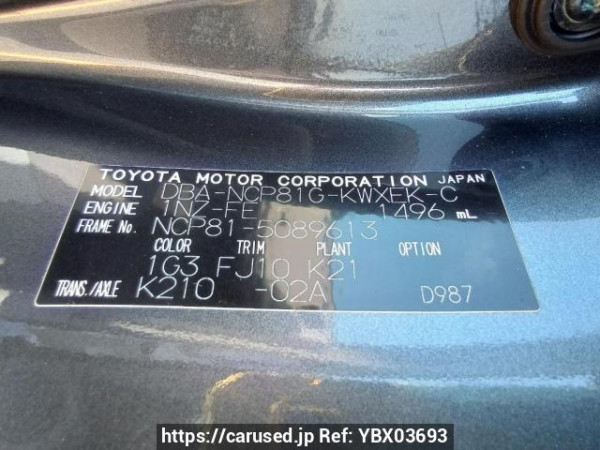 TOYOTA MOTOR CORPORATION JAPAN
MODEL DBA-NCP81G-KWXEK-C
ENGINE 1NZ-FE 1496 mL
FRAME No. NCP81-5089613
COLOR TRIM PLANT
1G3 FJ10 K21
TRANS./AXLE K210 -02A D987
https://carused.jp Ref: YBX03693